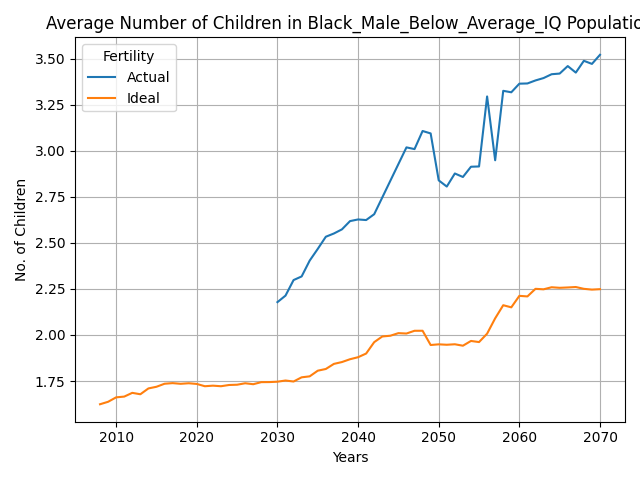 Average Number of Children in Black_Male_Below_Average_IQ Populatio
Fertility
Actual
Ideal
No. of Children
3.50
3.25
3.00
2.75
2.50
2.25
2.00
1.75
2010 2020 2030 2040 2050 2060 2070
Years